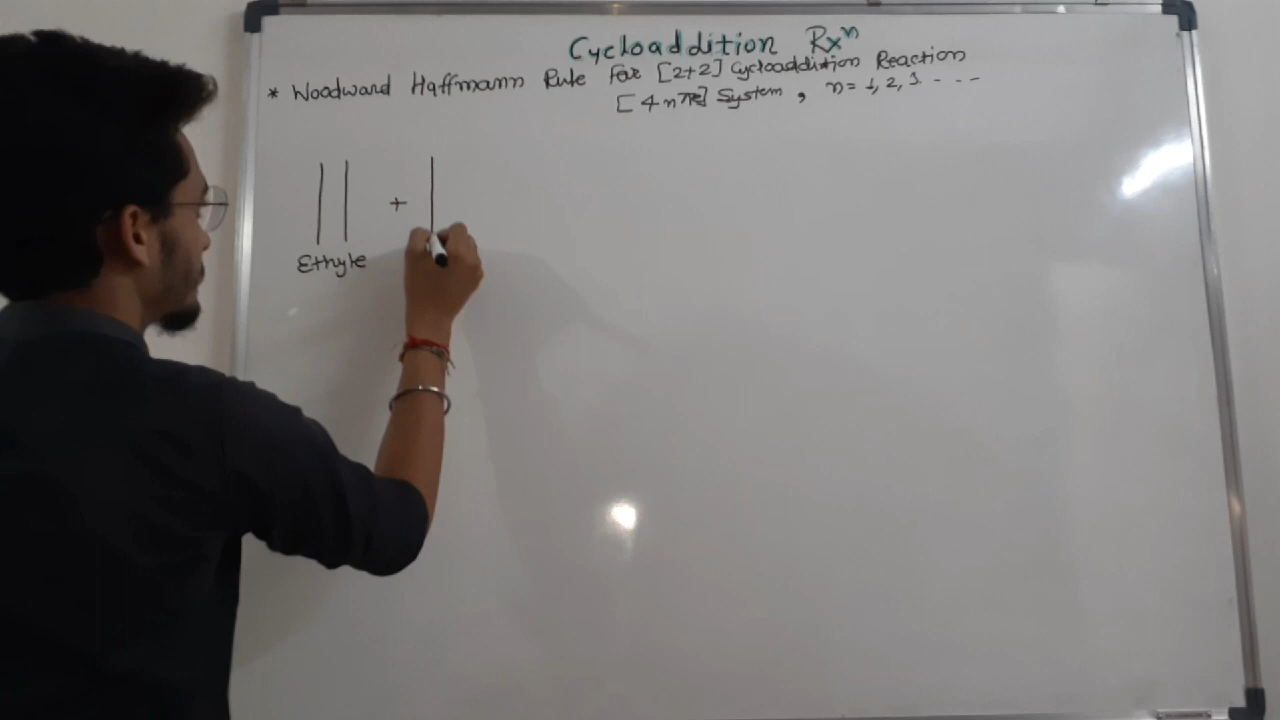 Cycloaddition Rxⁿ
* Woodward Haffmann Rule For [2+2] Cycloaddition Reaction
[4nπe] System, n = 1, 2, 3 - - - -
+
Ethyle